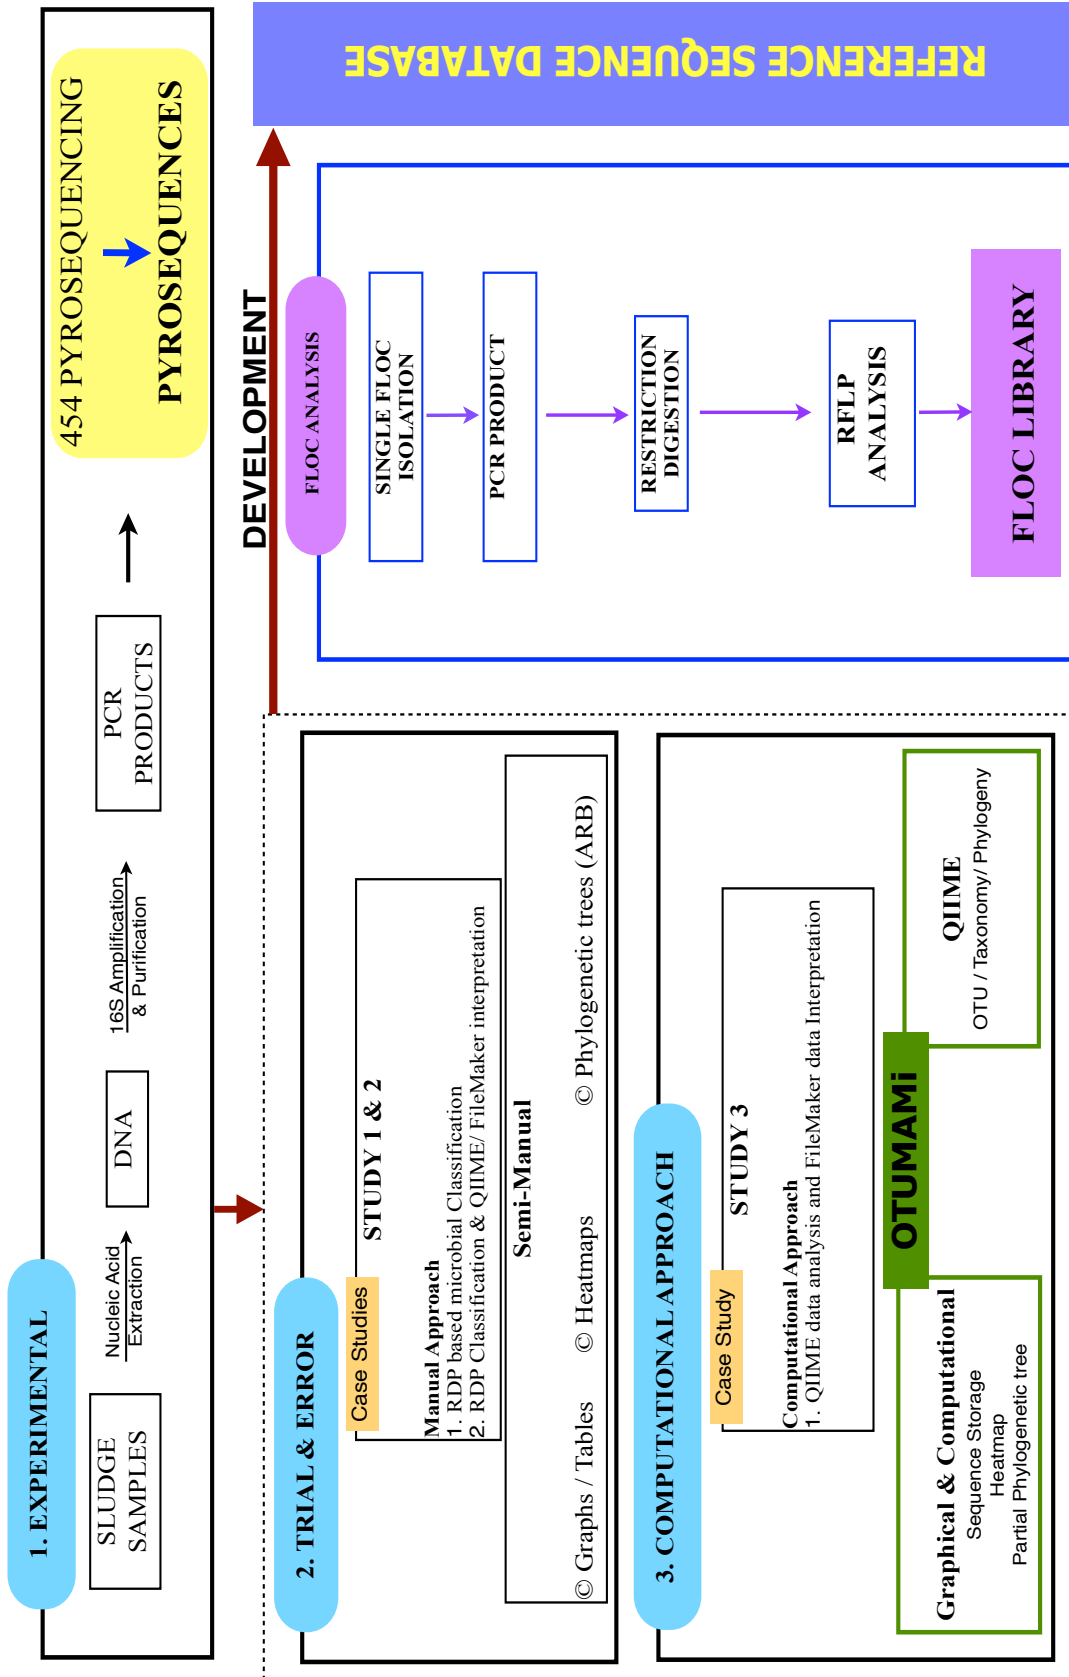 1. EXPERIMENTAL
SLUDGE
SAMPLES
Nucleic Acid
Extraction
DNA
16S Amplification
& Purification
PCR
PRODUCTS
454 PYROSEQUENCING
PYROSEQUENCES
2. TRIAL & ERROR
Case Studies
STUDY 1 & 2
Manual Approach
1. RDP based microbial Classification
2. RDP Classification & QIIME/ FileMaker interpretation
Semi-Manual
© Graphs / Tables
© Heatmaps
© Phylogenetic trees (ARB)
3. COMPUTATIONAL APPROACH
Case Study
STUDY 3
Computational Approach
1. QIIME data analysis and FileMaker data Interpretation
OTUMAMi
Graphical & Computational
Sequence Storage
Heatmap
Partial Phylogenetic tree
QIIME
OTU / Taxonomy/ Phylogeny
DEVELOPMENT
FLOC ANALYSIS
SINGLE FLOC
ISOLATION
PCR PRODUCT
RESTRICTION
DIGESTION
RFLP
ANALYSIS
FLOC LIBRARY
REFERENCE SEQUENCE DATABASE